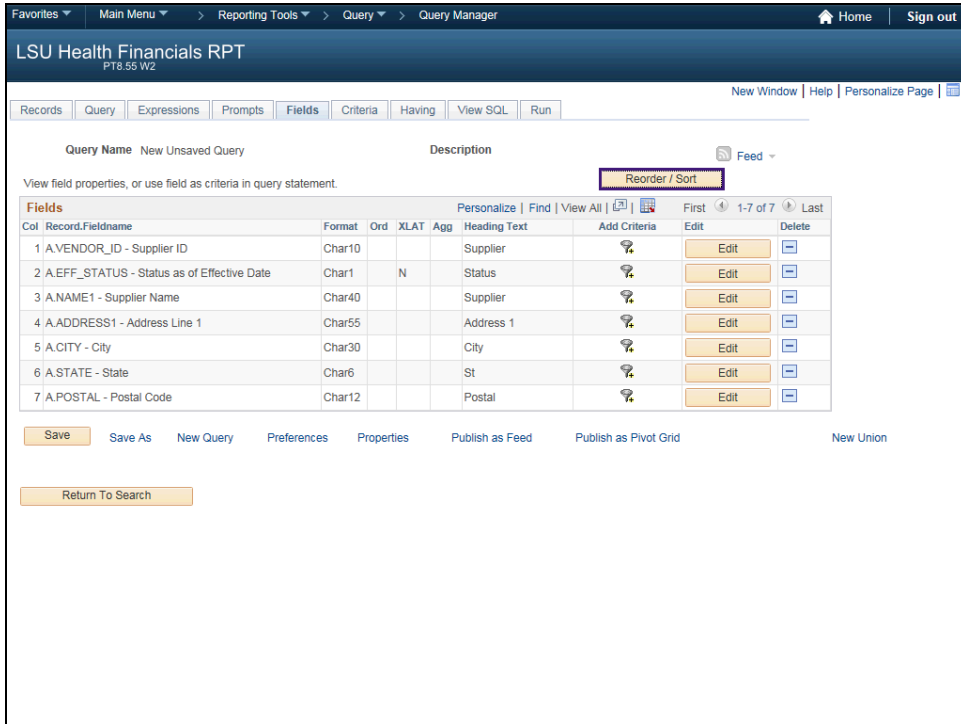 Favorites Main Menu > Reporting Tools > Query > Query Manager Home Sign out
LSU Health Financials RPT
PT8.55 W2
New Window | Help | Personalize Page |
Records Query Expressions Prompts Fields Criteria Having View SQL Run
Query Name New Unsaved Query Description Feed
View field properties, or use field as criteria in query statement. Reorder / Sort
Fields Personalize | Find | View All | | First 1-7 of 7 Last
Col Record.Fieldname Format Ord XLAT Agg Heading Text Add Criteria Edit Delete
1 A.VENDOR_ID - Supplier ID Char10 Supplier Edit
2 A.EFF_STATUS - Status as of Effective Date Char1 N Status Edit
3 A.NAME1 - Supplier Name Char40 Supplier Edit
4 A.ADDRESS1 - Address Line 1 Char55 Address 1 Edit
5 A.CITY - City Char30 City Edit
6 A.STATE - State Char6 St Edit
7 A.POSTAL - Postal Code Char12 Postal Edit
Save Save As New Query Preferences Properties Publish as Feed Publish as Pivot Grid New Union
Return To Search